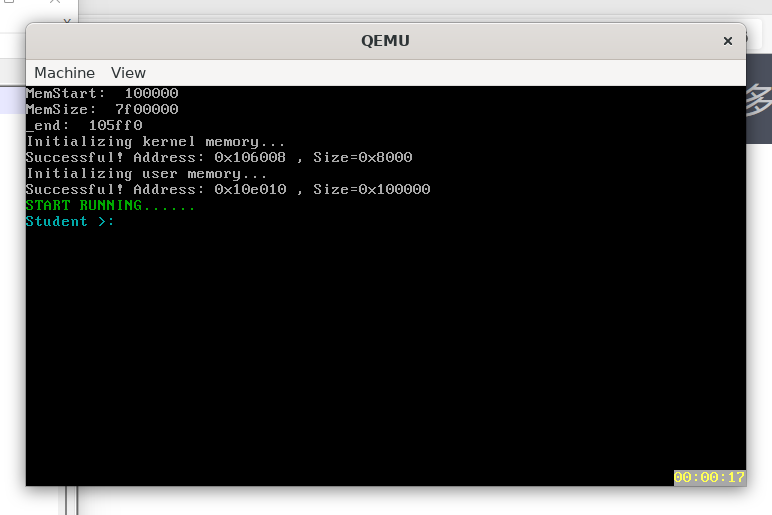 QEMU
Machine View
MemStart:  100000
MemSize:  7f00000
_end:  105ff0
Initializing kernel memory...
Successful! Address: 0x106008 , Size=0x8000
Initializing user memory...
Successful! Address: 0x10e010 , Size=0x100000
START RUNNING......
Student >:
00:00:17
多